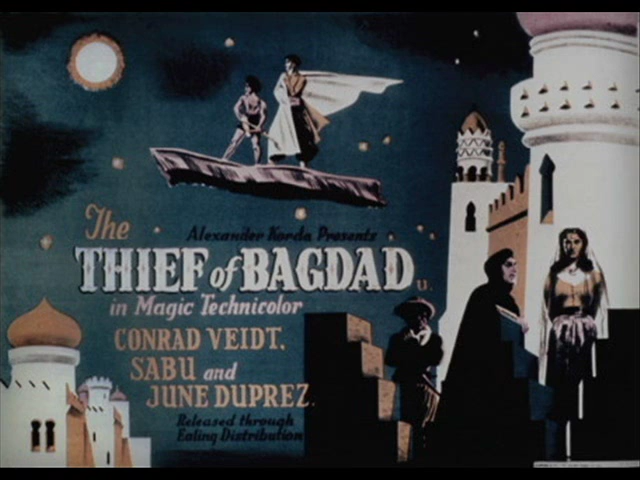 The
Alexander Korda Presents
THIEF of BAGDAD
U.
in Magic Technicolor
CONRAD VEIDT,
SABU and
JUNE DUPREZ.
Released through
Ealing Distribution